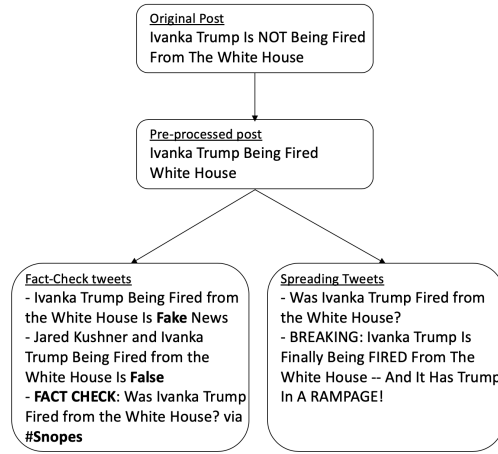 Original Post
Ivanka Trump Is NOT Being Fired
From The White House
Pre-processed post
Ivanka Trump Being Fired
White House
Fact-Check tweets
- Ivanka Trump Being Fired from
the White House Is Fake News
- Jared Kushner and Ivanka
Trump Being Fired from the
White House Is False
- FACT CHECK: Was Ivanka Trump
Fired from the White House? via
#Snopes
Spreading Tweets
- Was Ivanka Trump Fired from
the White House?
- BREAKING: Ivanka Trump Is
Finally Being FIRED From The
White House -- And It Has Trump
In A RAMPAGE!